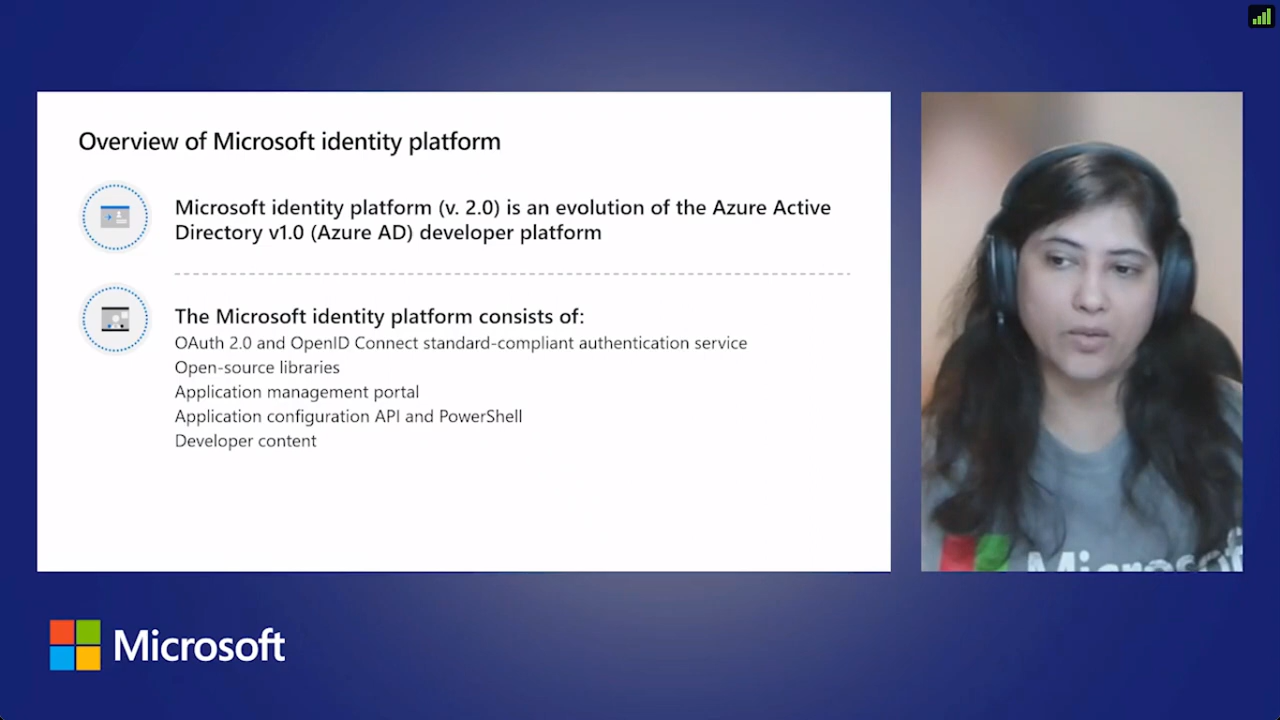 Overview of Microsoft identity platform
Microsoft identity platform (v. 2.0) is an evolution of the Azure Active
Directory v1.0 (Azure AD) developer platform
The Microsoft identity platform consists of:
OAuth 2.0 and OpenID Connect standard-compliant authentication service
Open-source libraries
Application management portal
Application configuration API and PowerShell
Developer content
Microsoft
Microsoft